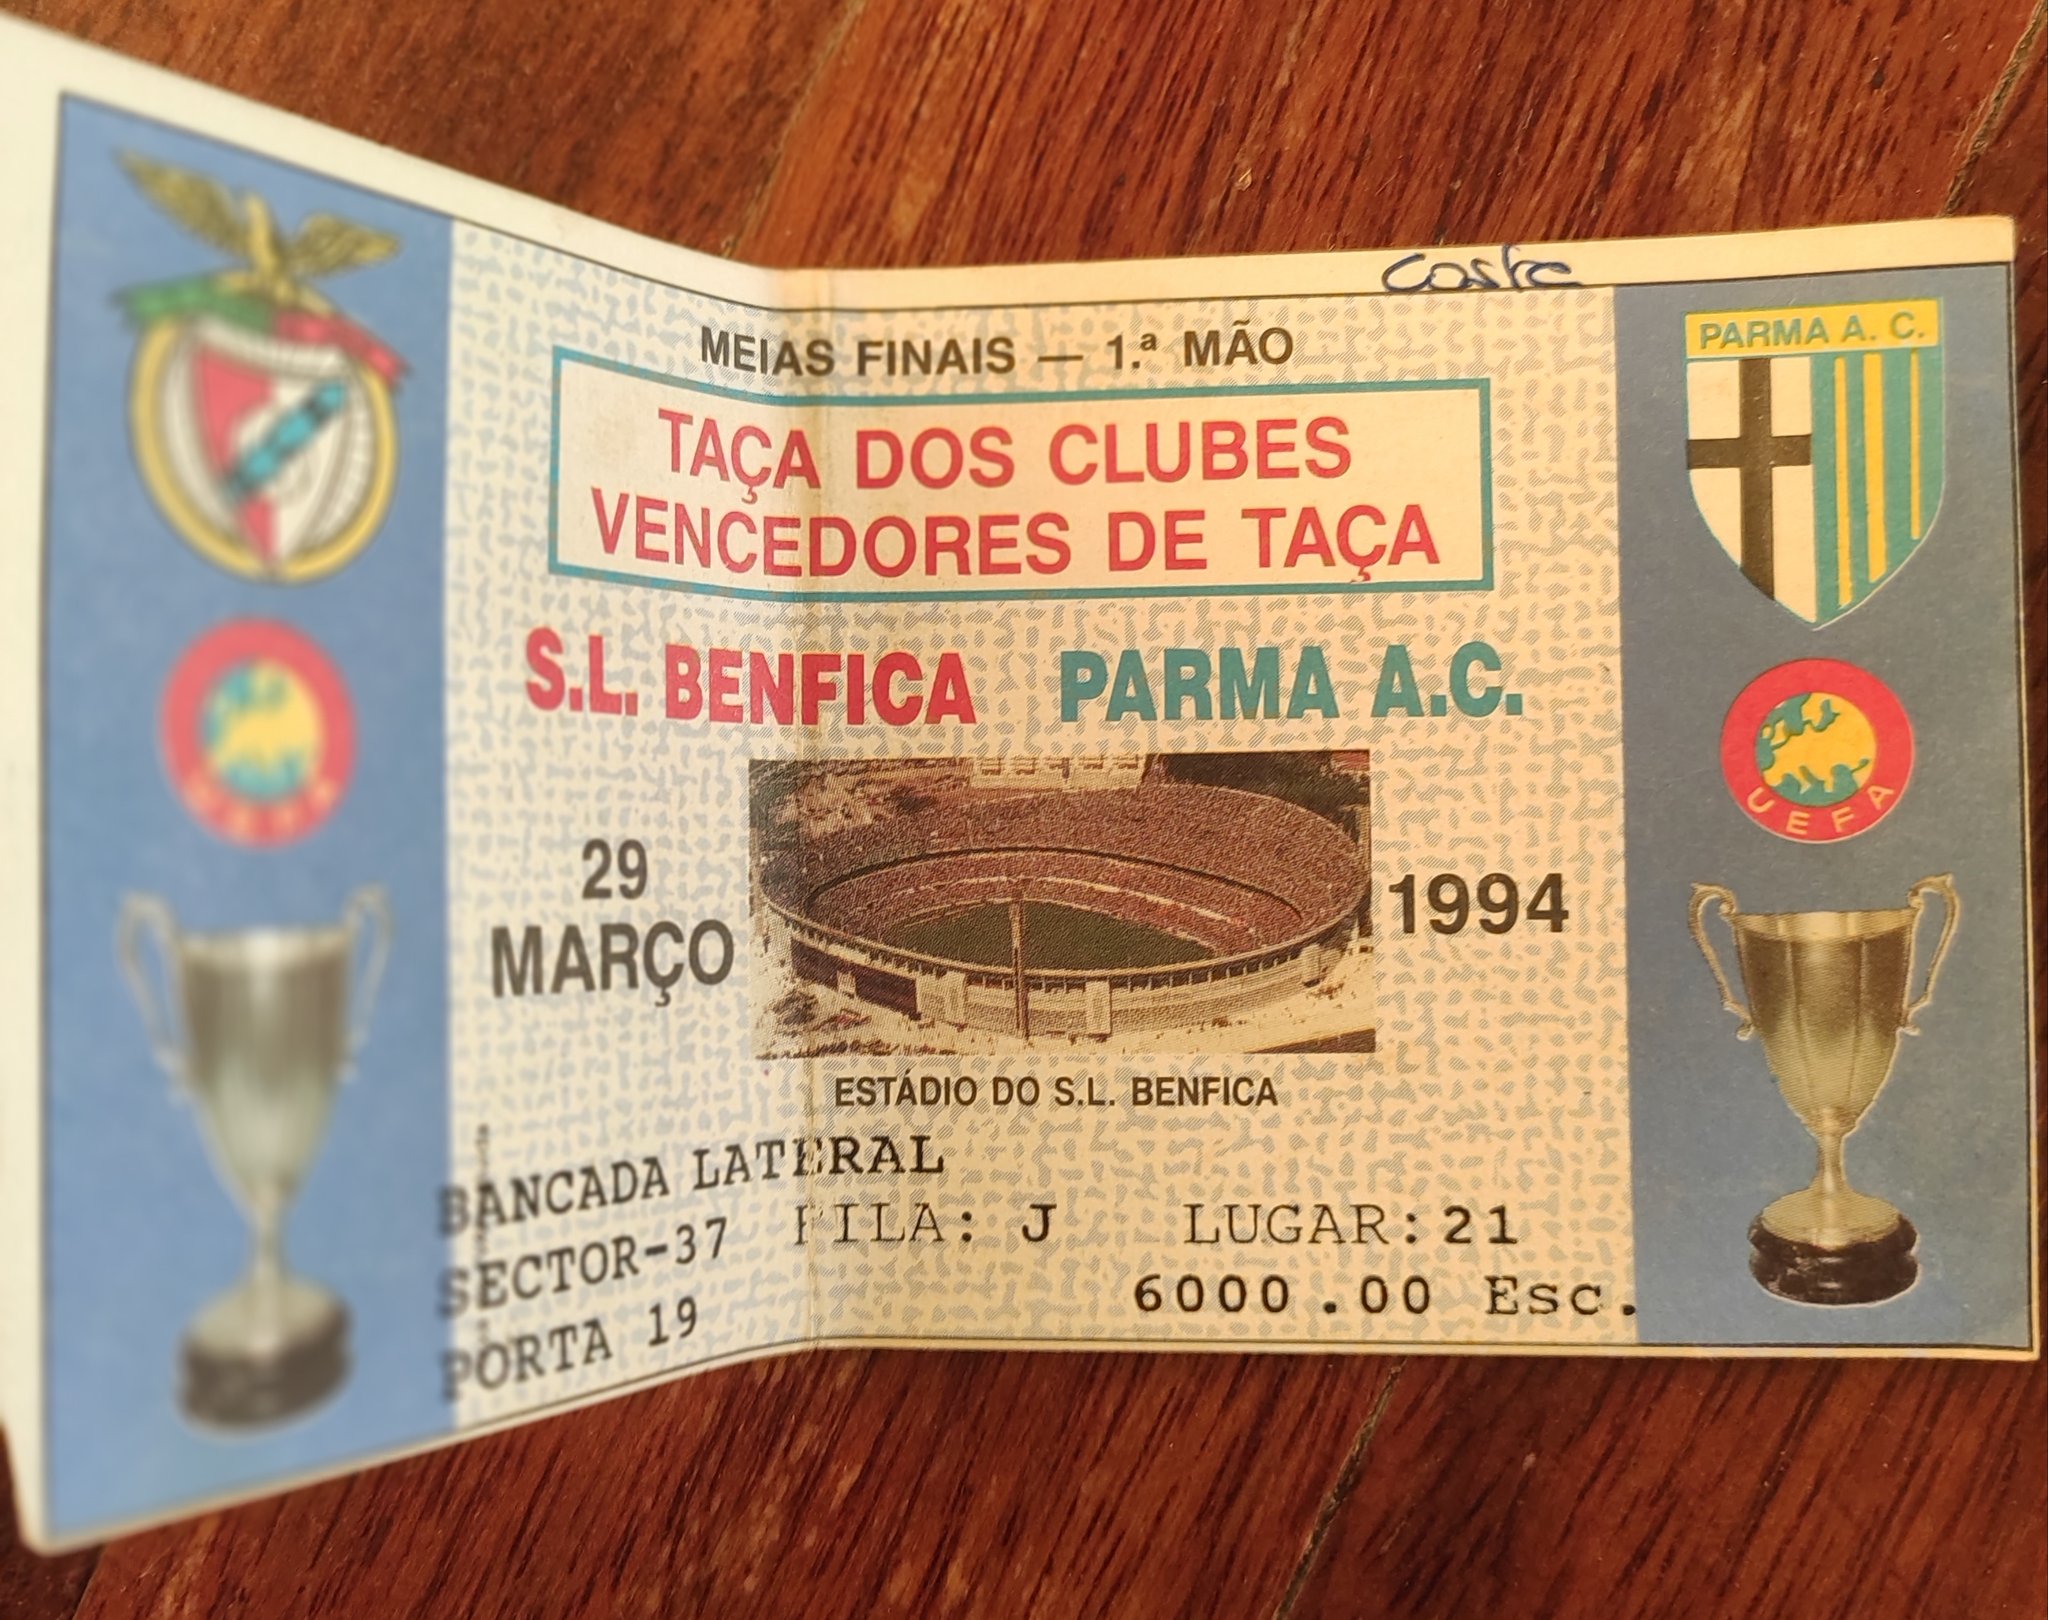 Costa
MEIAS FINAIS — 1.ª MÃO
TAÇA DOS CLUBES
VENCEDORES DE TAÇA
PARMA A. C.
S.L. BENFICA PARMA A.C.
29
MARÇO
1994
UEFA
ESTÁDIO DO S.L. BENFICA
BANCADA LATERAL
SECTOR-37 FILA: J LUGAR: 21
PORTA 19 6000.00 Esc.